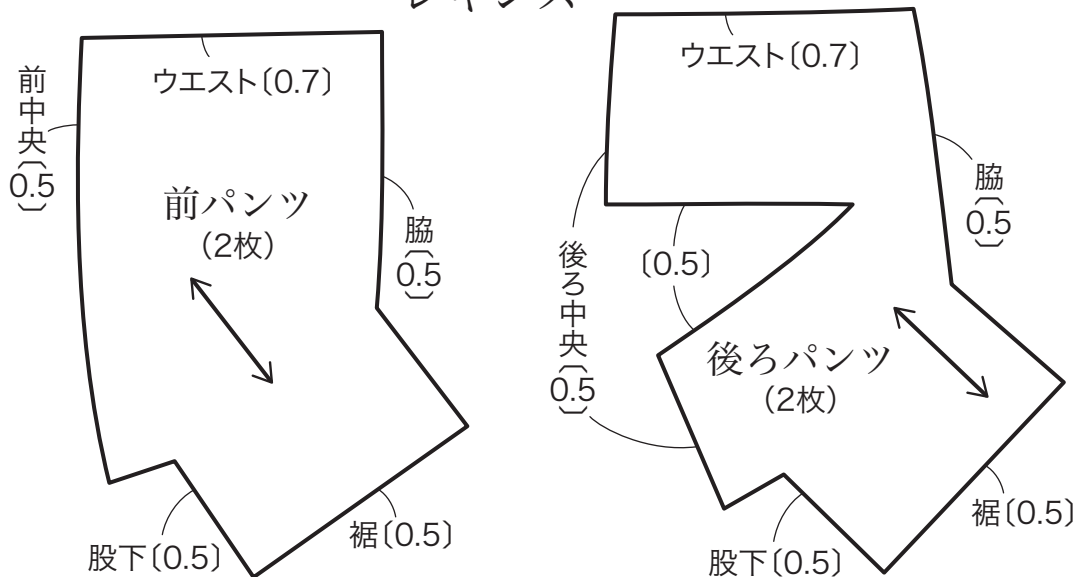 ウエスト〔0.7〕
前中央〔0.5〕
前パンツ
（2枚）
脇〔0.5〕
股下〔0.5〕
裾〔0.5〕
ウエスト〔0.7〕
脇〔0.5〕
後ろ中央〔0.5〕
〔0.5〕
後ろパンツ
（2枚）
股下〔0.5〕
裾〔0.5〕